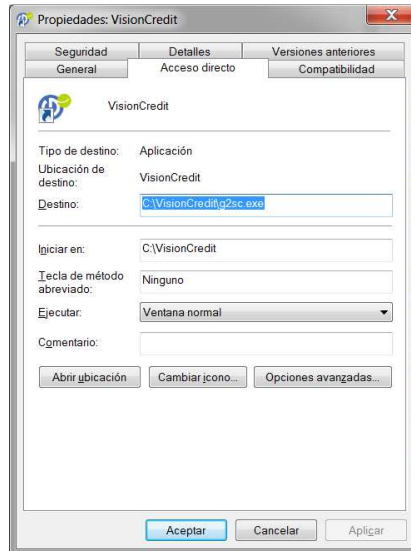 Propiedades: VisionCredit
Seguridad Detalles Versiones anteriores
General Acceso directo Compatibilidad
VisionCredit
Tipo de destino: Aplicación
Ubicación de destino: VisionCredit
Destino: C:\VisionCredit\g2sc.exe
Iniciar en: C:\VisionCredit
Tecla de método abreviado: Ninguno
Ejecutar: Ventana normal
Comentario:
Abrir ubicación Cambiar icono... Opciones avanzadas...
Aceptar Cancelar Aplicar